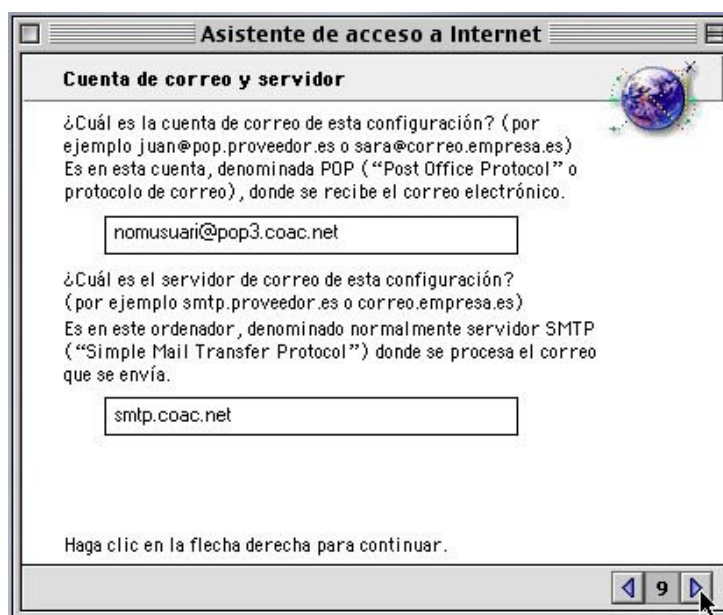 Asistente de acceso a Internet
Cuenta de correo y servidor
¿Cuál es la cuenta de correo de esta configuración? (por
ejemplo juan@pop.proveedor.es o sara@correo.empresa.es)
Es en esta cuenta, denominada POP (“Post Office Protocol” o
protocolo de correo), donde se recibe el correo electrónico.
nomusuari@pop3.coac.net
¿Cuál es el servidor de correo de esta configuración?
(por ejemplo smtp.proveedor.es o correo.empresa.es)
Es en este ordenador, denominado normalmente servidor SMTP
(“Simple Mail Transfer Protocol”) donde se procesa el correo
que se envía.
smtp.coac.net
Haga clic en la flecha derecha para continuar.
9